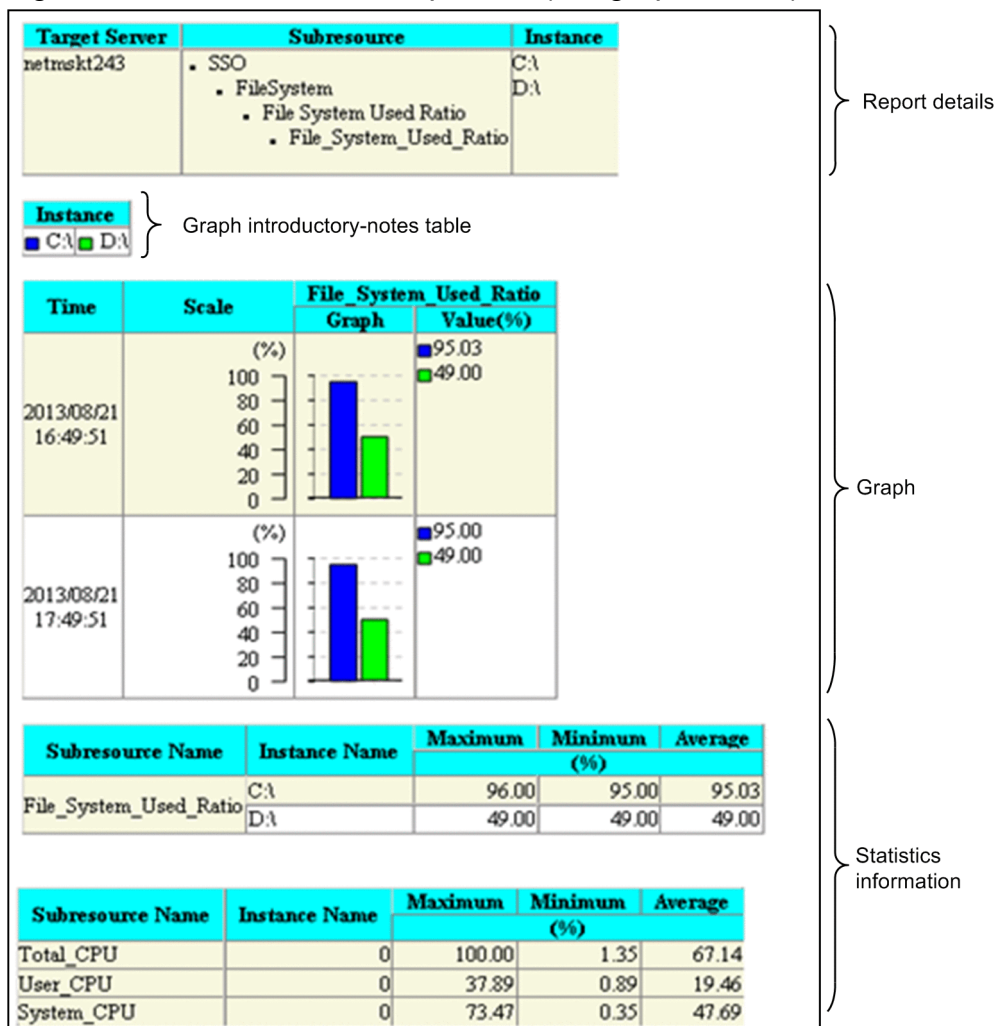 Target Server Subresource Instance
netmskt243 ▪ SSO C:\
▪ FileSystem D:\
▪ File System Used Ratio
▪ File_System_Used_Ratio
Report details
Instance
C:\ D:\
Graph introductory-notes table
Time Scale File_System_Used_Ratio
Graph Value(%)
(%) 95.03
49.00
100
80
2013/08/21 60
16:49:51 40
20
0
Graph
(%) 95.00
49.00
100
80
2013/08/21 60
17:49:51 40
20
0
Subresource Name Instance Name Maximum Minimum Average
(%)
File_System_Used_Ratio C:\ 96.00 95.00 95.03
D:\ 49.00 49.00 49.00
Statistics
information
Subresource Name Instance Name Maximum Minimum Average
(%)
Total_CPU 0 100.00 1.35 67.14
User_CPU 0 37.89 0.89 19.46
System_CPU 0 73.47 0.35 47.69